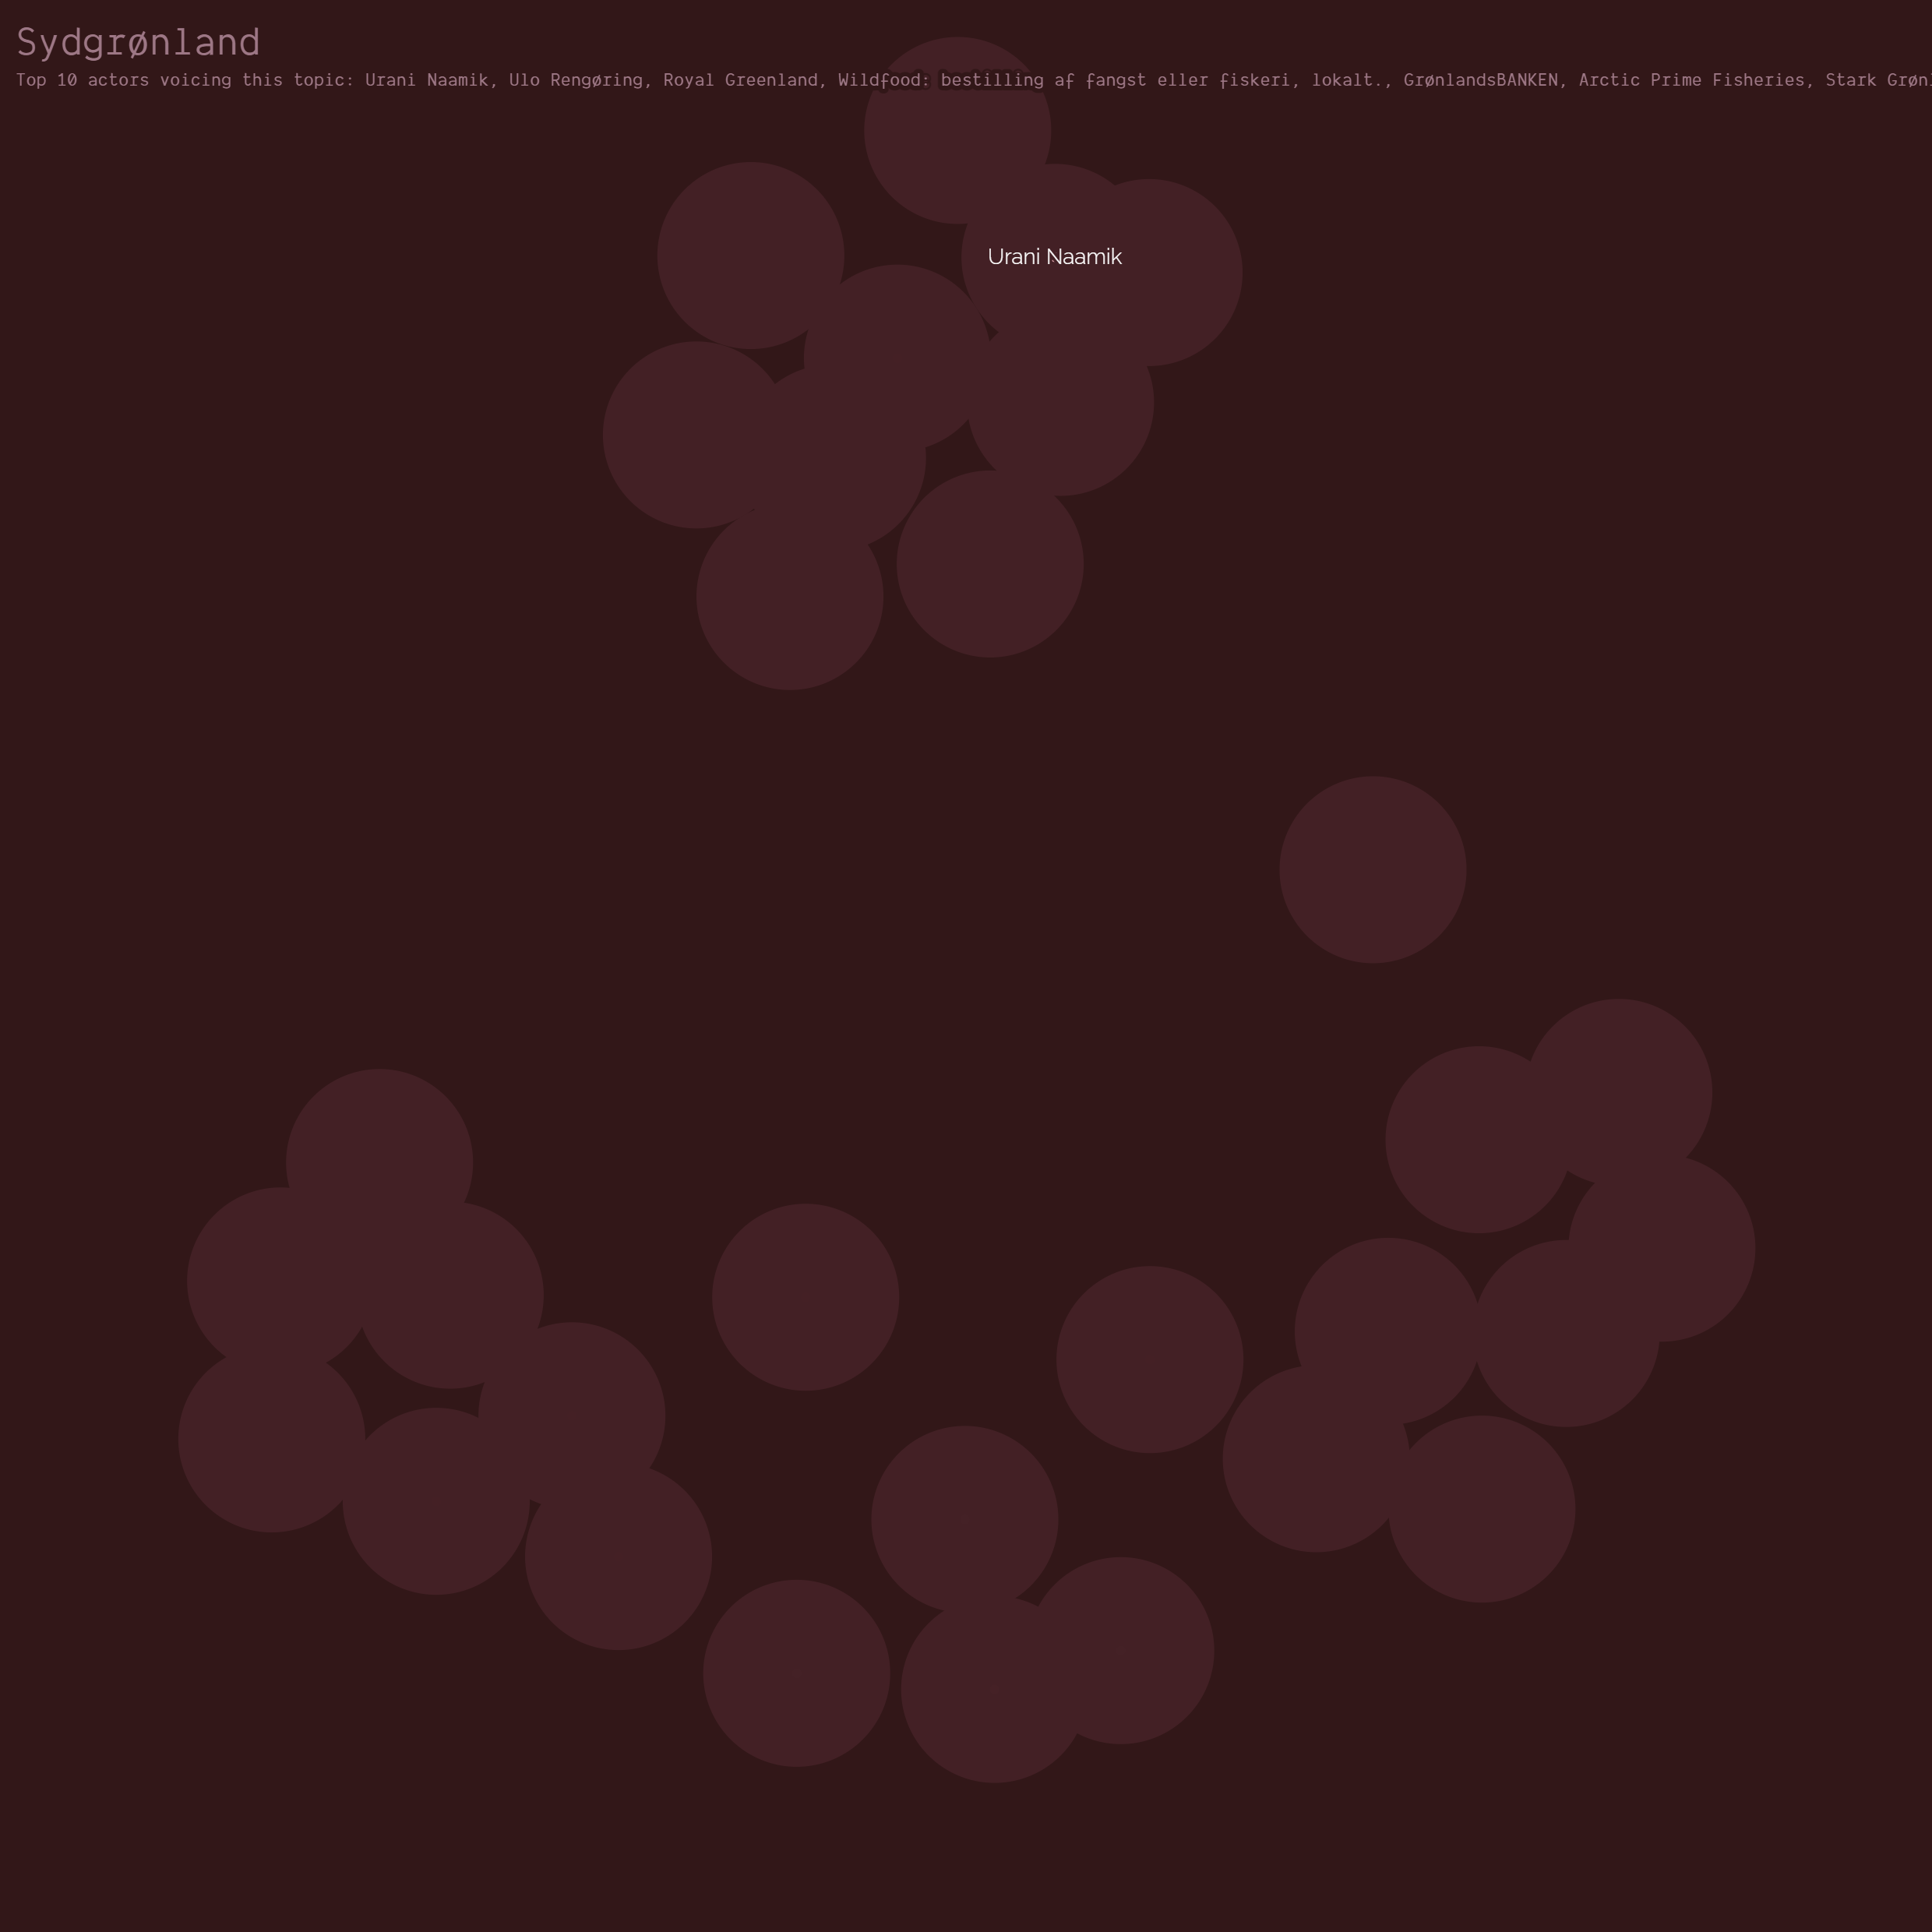 Sydgrønland
Top 10 actors voicing this topic: Urani Naamik, Ulo Rengøring, Royal Greenland, Wildfood: bestilling af fangst eller fiskeri, lokalt., GrønlandsBANKEN, Arctic Prime Fisheries, Stark Grøn
Urani Naamik